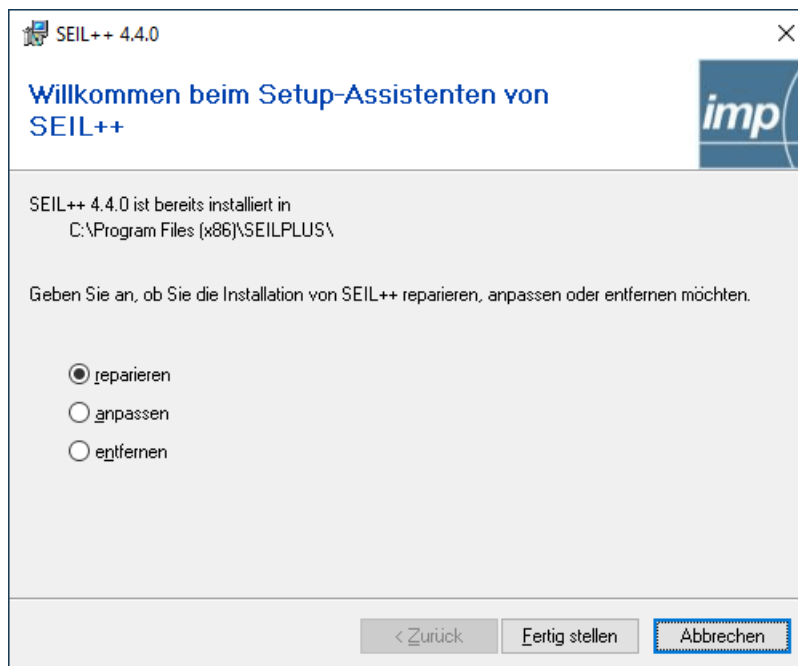 SEIL++ 4.4.0
Willkommen beim Setup-Assistenten von
SEIL++
imp
SEIL++ 4.4.0 ist bereits installiert in
C:\Program Files (x86)\SEILPLUS\
Geben Sie an, ob Sie die Installation von SEIL++ reparieren, anpassen oder entfernen möchten.
reparieren
anpassen
entfernen
< Zurück
Fertig stellen
Abbrechen